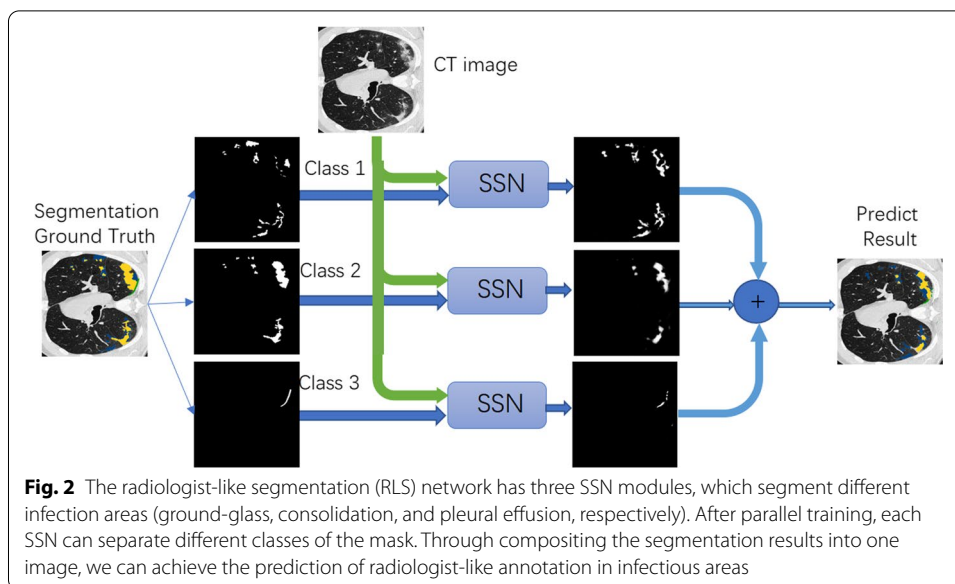 CT image
Segmentation
Ground Truth
Class 1
SSN
Class 2
SSN
Class 3
SSN
+
Predict
Result
Fig. 2 The radiologist-like segmentation (RLS) network has three SSN modules, which segment different
infection areas (ground-glass, consolidation, and pleural effusion, respectively). After parallel training, each
SSN can separate different classes of the mask. Through compositing the segmentation results into one
image, we can achieve the prediction of radiologist-like annotation in infectious areas